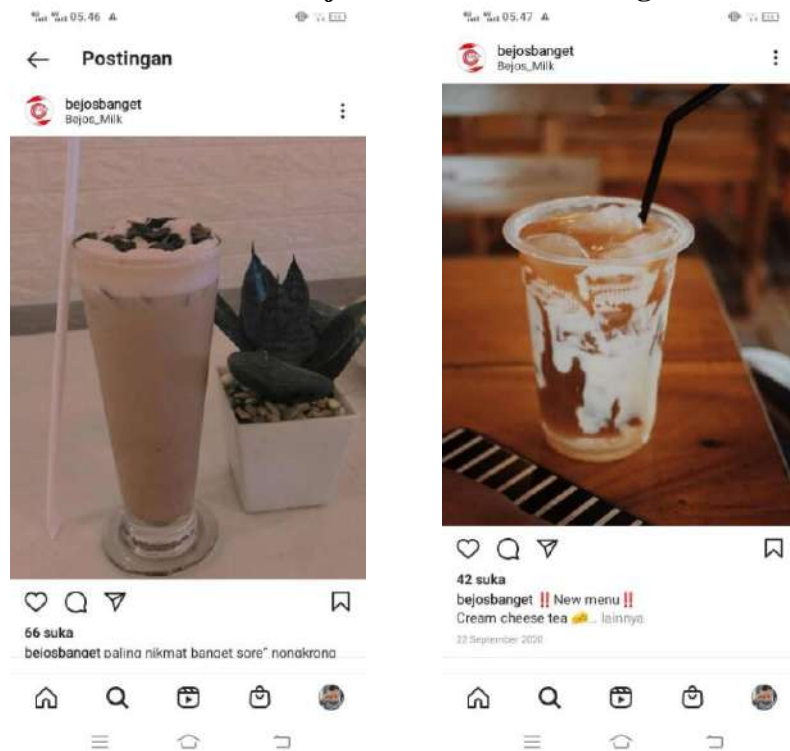 05.46
Postingan
bejosbanget
Bejos_Milk
66 suka
bejosbanget paling nikmat banget sore" nongkrong
05.47
bejosbanget
Bejos_Milk
42 suka
bejosbanget ‼️New menu‼️
Cream cheese tea 🧀... lainnya
22 September 2020